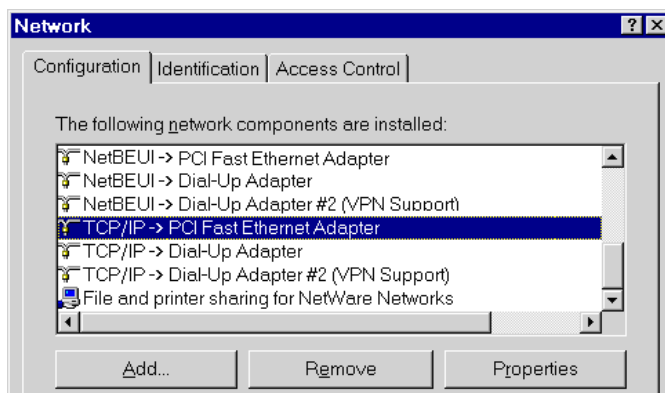 Network
Configuration Identification Access Control
The following network components are installed:
NetBEUI -> PCI Fast Ethernet Adapter
NetBEUI -> Dial-Up Adapter
NetBEUI -> Dial-Up Adapter #2 (VPN Support)
TCP/IP -> PCI Fast Ethernet Adapter
TCP/IP -> Dial-Up Adapter
TCP/IP -> Dial-Up Adapter #2 (VPN Support)
File and printer sharing for NetWare Networks
Add... Remove Properties